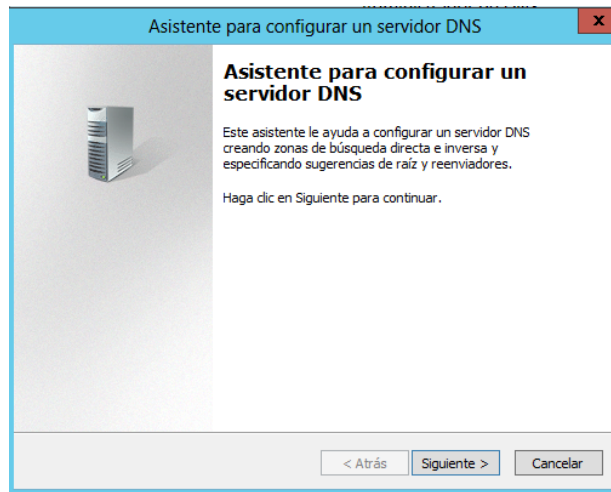 Asistente para configurar un servidor DNS
x
Asistente para configurar un
servidor DNS
Este asistente le ayuda a configurar un servidor DNS
creando zonas de búsqueda directa e inversa y
especificando sugerencias de raíz y reenviadores.
Haga clic en Siguiente para continuar.
< Atrás
Siguiente >
Cancelar